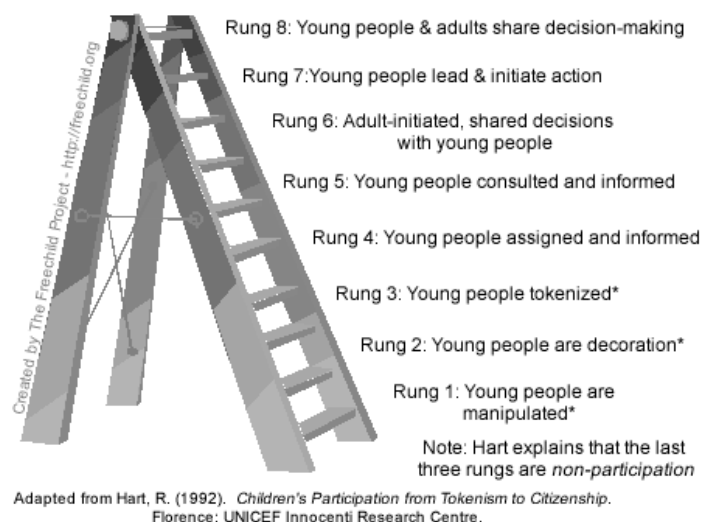 Rung 8: Young people & adults share decision-making
Rung 7:Young people lead & initiate action
Rung 6: Adult-initiated, shared decisions
with young people
Rung 5: Young people consulted and informed
Rung 4: Young people assigned and informed
Rung 3: Young people tokenized*
Rung 2: Young people are decoration*
Rung 1: Young people are
manipulated*
Note: Hart explains that the last
three rungs are non-participation
Created by The Freechild Project - http://freechild.org
Adapted from Hart, R. (1992). Children's Participation from Tokenism to Citizenship.
Florence: UNICEF Innocenti Research Centre.